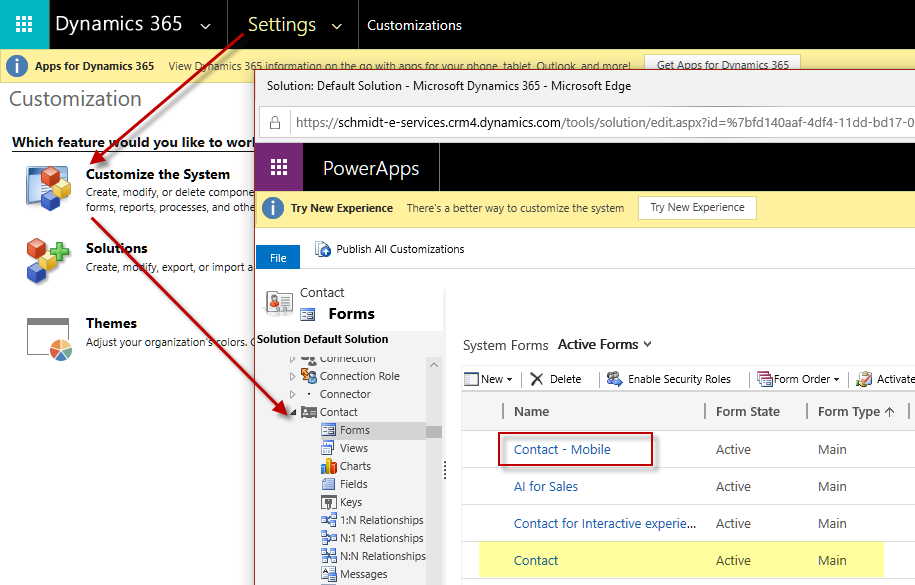 Dynamics 365
Settings
Customizations
Apps for Dynamics 365 View Dynamics 365 information on the go with apps for your phone, tablet, Outlook, and more! Get Apps for Dynamics 365
Customization
Which feature would you like to wor
Customize the System
Create, modify, or delete compone
forms, reports, processes, and othe
Solutions
Create, modify, export, or import a
Themes
Adjust your organization's colors. C
Solution: Default Solution - Microsoft Dynamics 365 - Microsoft Edge
https://schmidt-e-services.crm4.dynamics.com/tools/solution/edit.aspx?id=%7bfd140aaf-4df4-11dd-bd17-0
PowerApps
Try New Experience There's a better way to customize the system Try New Experience
File Publish All Customizations
Contact
Forms
Solution Default Solution
Connection
Connection Role
Connector
Contact
Forms
Views
Charts
Fields
Keys
1:N Relationships
N:1 Relationships
N:N Relationships
Messages
System Forms Active Forms
New Delete Enable Security Roles Form Order Activate
Name Form State Form Type
Contact - Mobile Active Main
AI for Sales Active Main
Contact for Interactive experie... Active Main
Contact Active Main